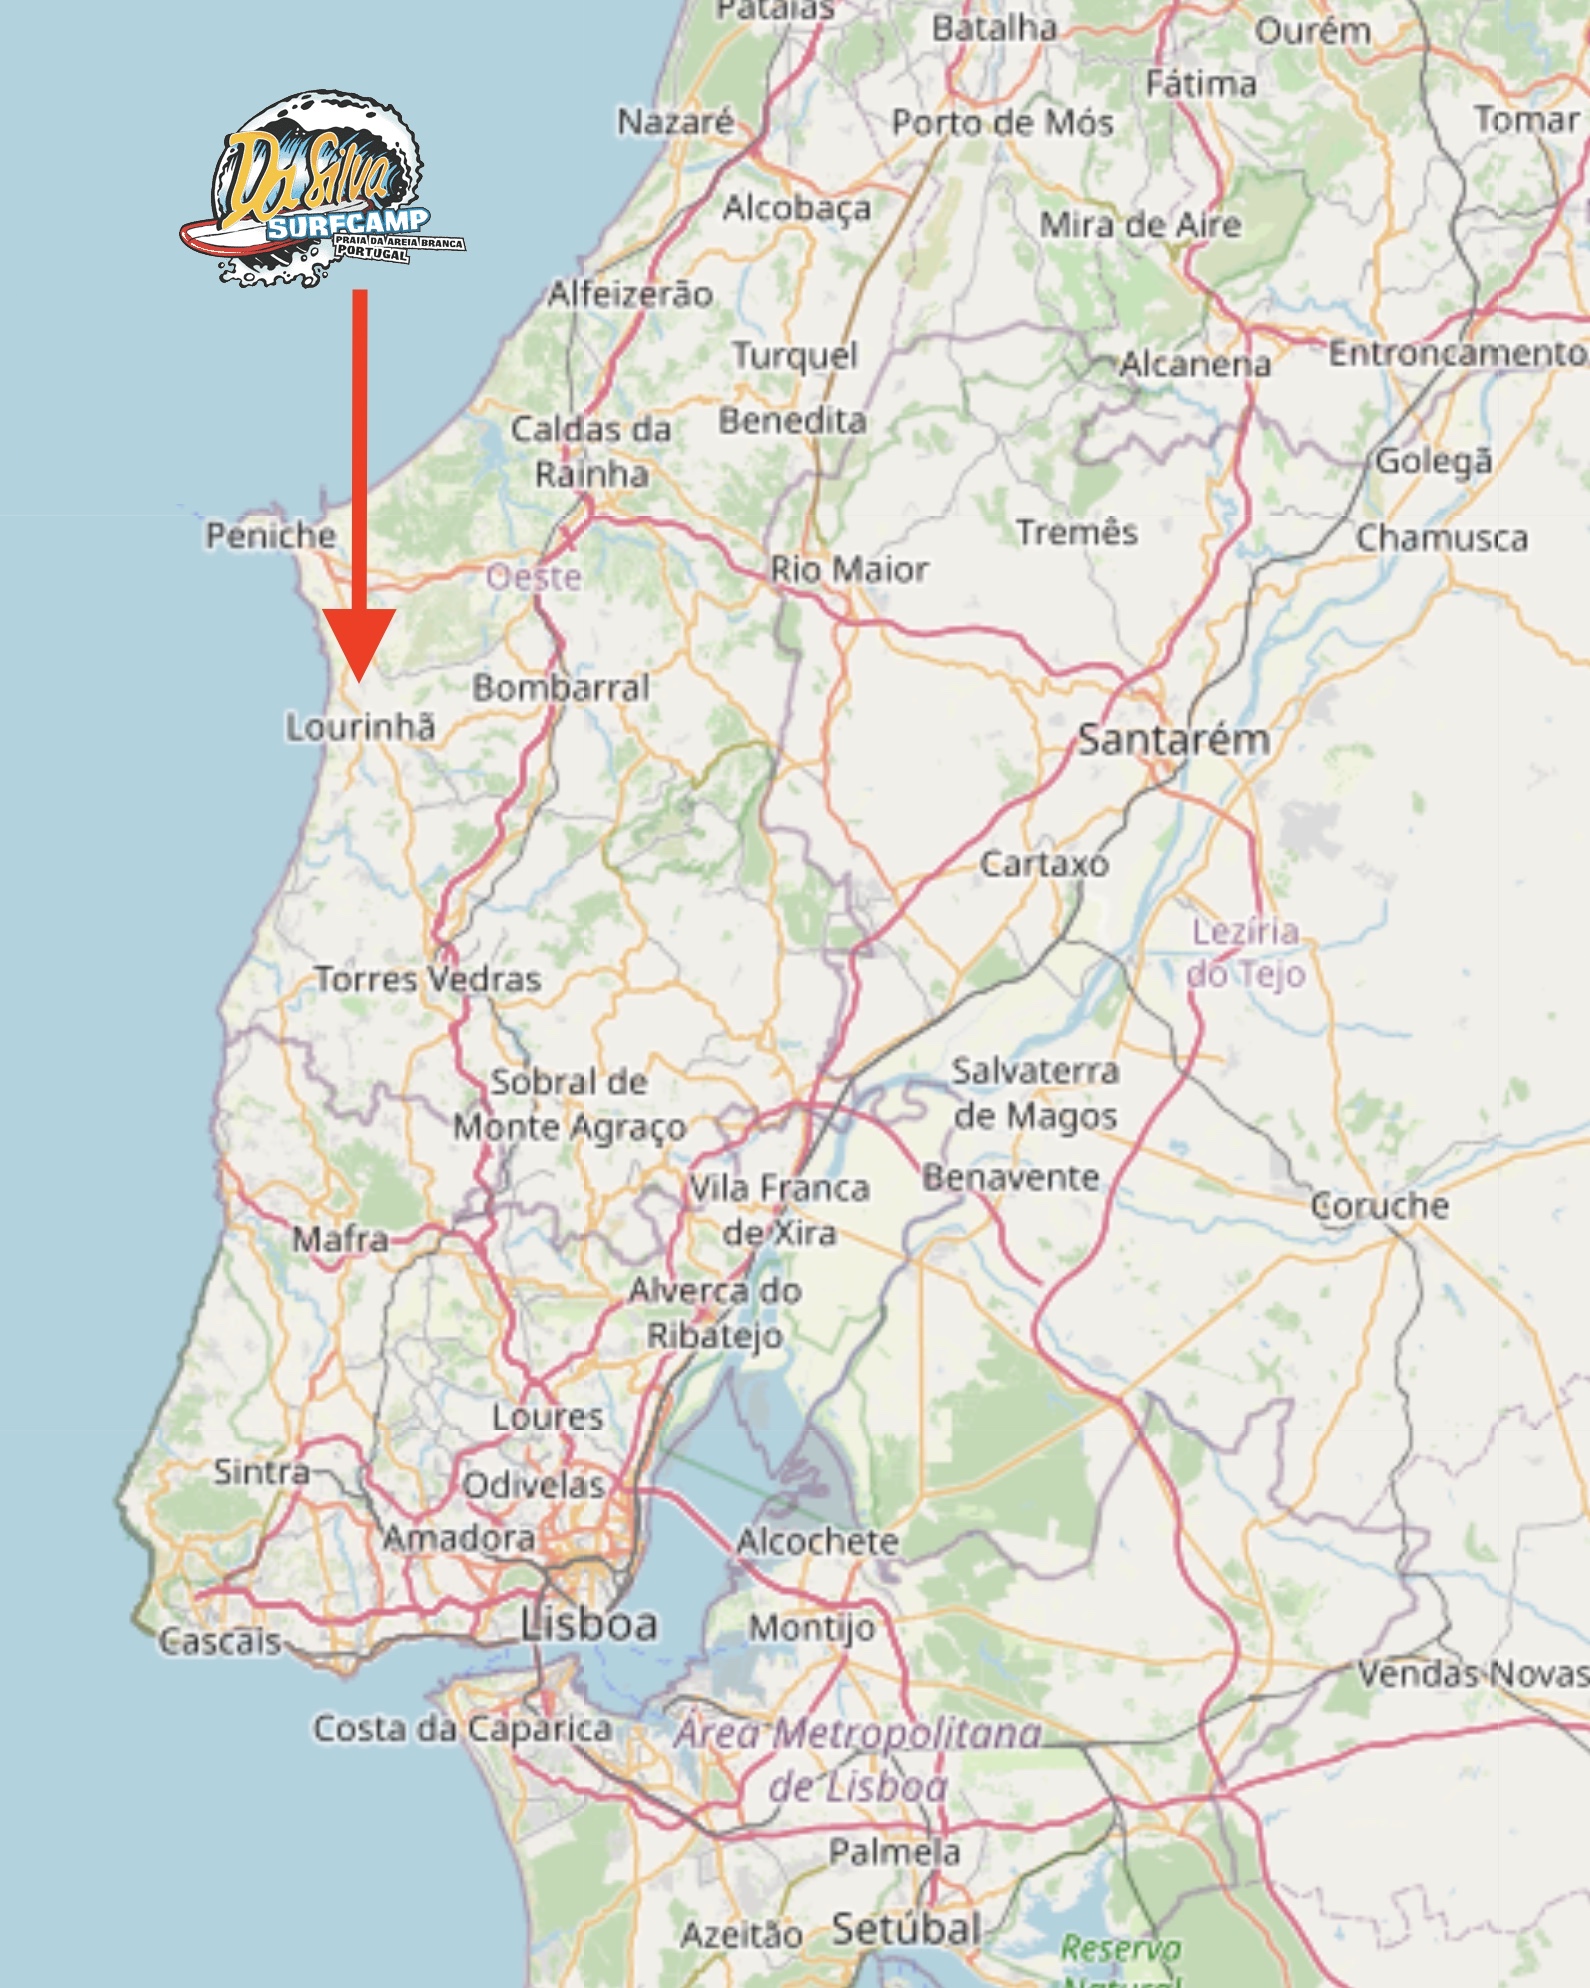 Pataias
Batalha
Ourém
Fátima
Nazaré
Porto de Mós
Tomar
Da Silva
SURFCAMP
PRAIA DA AREIA BRANCA
PORTUGAL
Alcobaça
Mira de Aire
Alfeizerão
Turquel
Alcanena
Entroncamento
Caldas da
Rainha
Benedita
Golegã
Peniche
Tremês
Chamusca
Oeste
Rio Maior
Bombarral
Lourinhã
Santarém
Cartaxo
Lezíria
do Tejo
Torres Vedras
Sobral de
Monte Agraço
Salvaterra
de Magos
Vila Franca
de Xira
Benavente
Coruche
Mafra
Alverca do
Ribatejo
Loures
Sintra
Odivelas
Amadora
Alcochete
Lisboa
Cascais
Montijo
Vendas Novas
Costa da Caparica
Área Metropolitana
de Lisboa
Palmela
Azeitão
Setúbal
Reserva
Natural